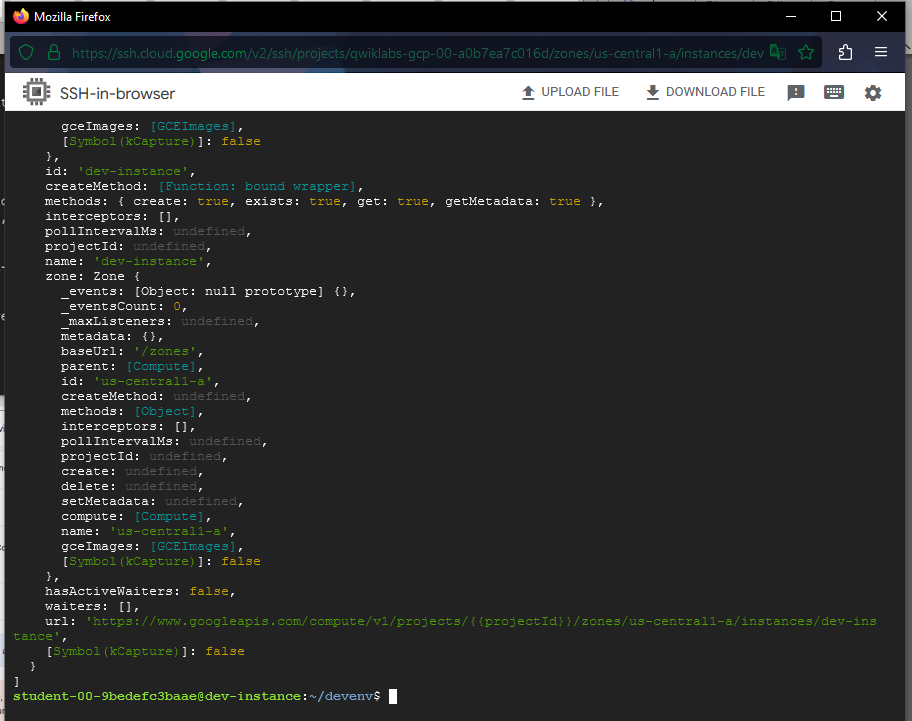 Mozilla Firefox
https://ssh.cloud.google.com/v2/ssh/projects/qwiklabs-gcp-00-a0b7ea7c016d/zones/us-central1-a/instances/dev
SSH-in-browser
UPLOAD FILE
DOWNLOAD FILE
gceImages: [GCEImages],
[Symbol(kCapture)]: false
},
id: 'dev-instance',
createMethod: [Function: bound wrapper],
methods: { create: true, exists: true, get: true, getMetadata: true },
interceptors: [],
pollIntervalMs: undefined,
projectId: undefined,
name: 'dev-instance',
zone: Zone {
_events: [Object: null prototype] {},
_eventsCount: 0,
_maxListeners: undefined,
metadata: {},
baseUrl: '/zones',
parent: [Compute],
id: 'us-central1-a',
createMethod: undefined,
methods: [Object],
interceptors: [],
pollIntervalMs: undefined,
projectId: undefined,
create: undefined,
delete: undefined,
setMetadata: undefined,
compute: [Compute],
name: 'us-central1-a',
gceImages: [GCEImages],
[Symbol(kCapture)]: false
},
hasActiveWaiters: false,
waiters: [],
url: 'https://www.googleapis.com/compute/v1/projects/{{projectId}}/zones/us-central1-a/instances/dev-ins
tance',
[Symbol(kCapture)]: false
}
]
student-00-9bedefc3baae@dev-instance:~/devenv$